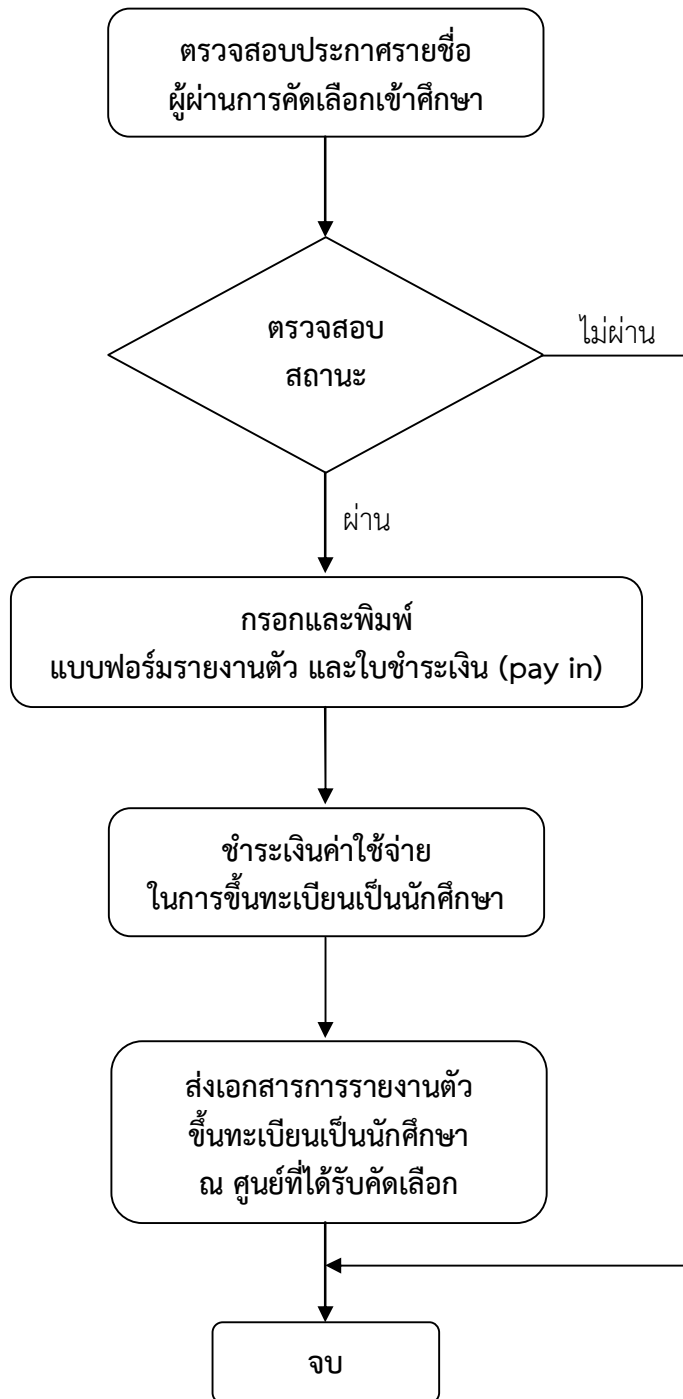 ตรวจสอบประกาศรายชื่อ
ผู้ผ่านการคัดเลือกเข้าศึกษา
ตรวจสอบ
สถานะ
ไม่ผ่าน
ผ่าน
กรอกและพิมพ์
แบบฟอร์มรายงานตัว และใบชำระเงิน (pay in)
ชำระเงินค่าใช้จ่าย
ในการขึ้นทะเบียนเป็นนักศึกษา
ส่งเอกสารการรายงานตัว
ขึ้นทะเบียนเป็นนักศึกษา
ณ ศูนย์ที่ได้รับคัดเลือก
จบ